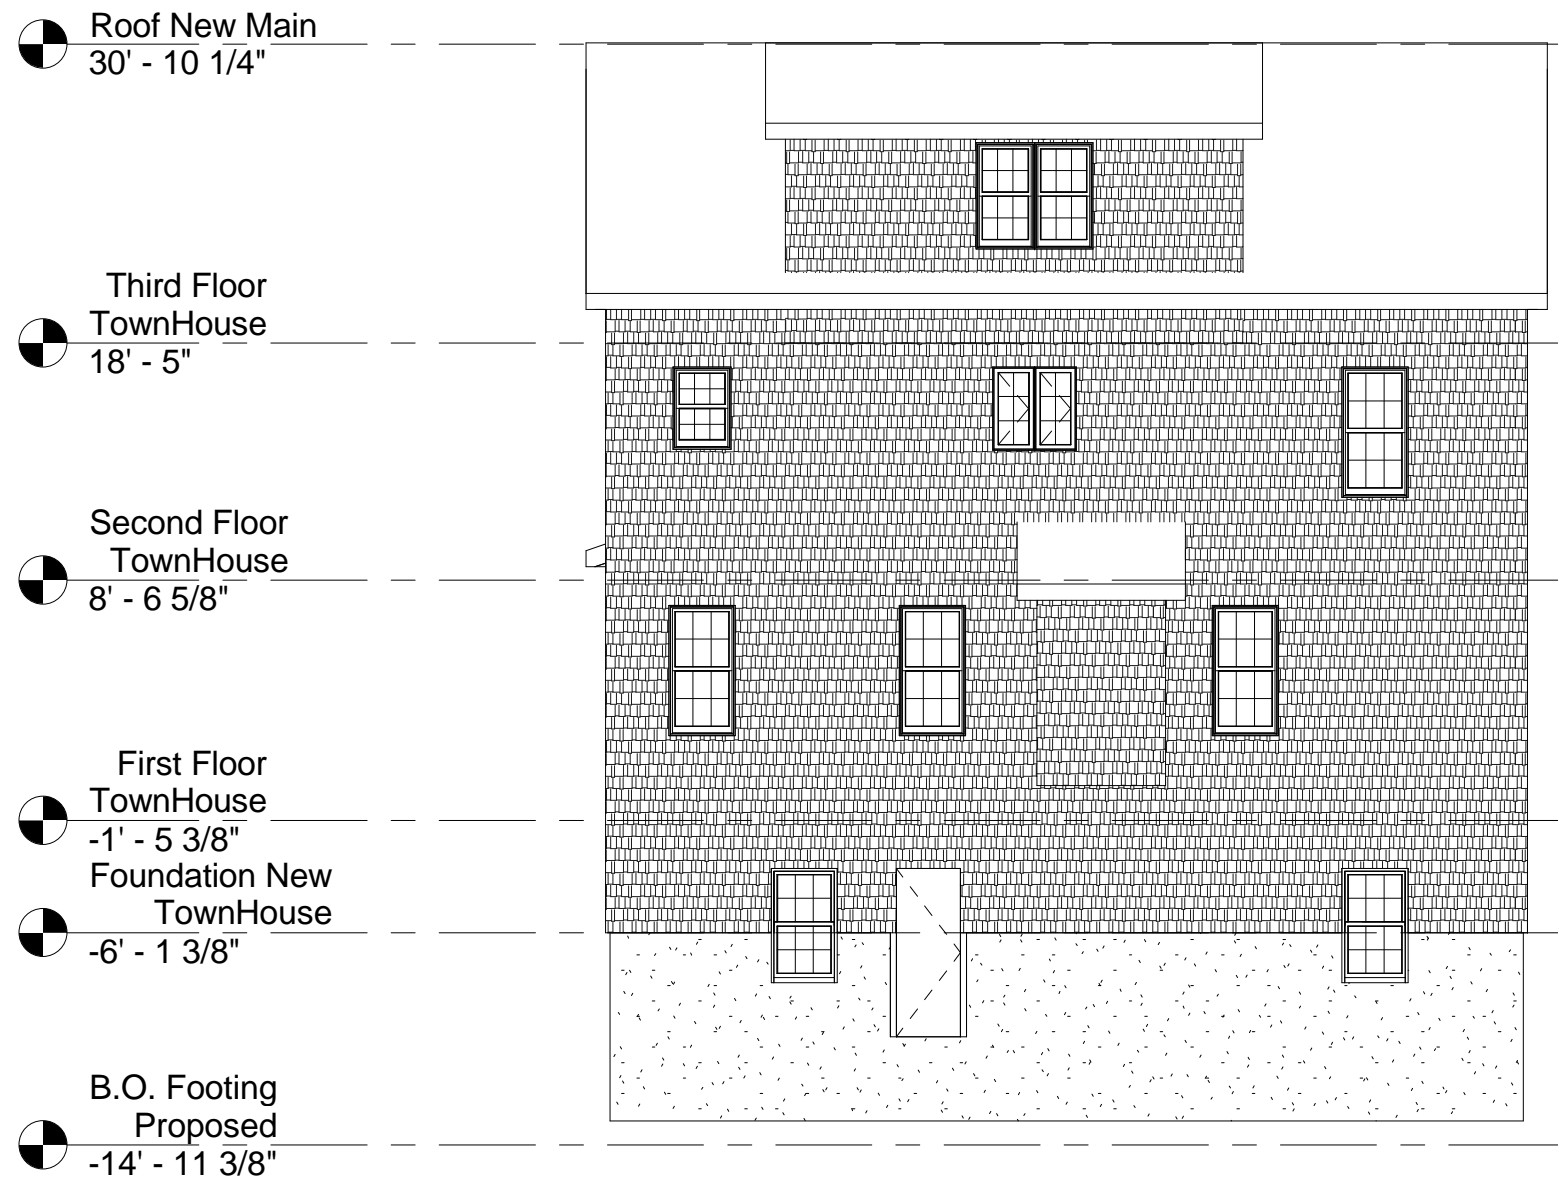 Roof New Main
30' - 10 1/4"
Third Floor
TownHouse
18' - 5"
Second Floor
TownHouse
8' - 6 5/8"
First Floor
TownHouse
-1' - 5 3/8"
Foundation New
TownHouse
-6' - 1 3/8"
B.O. Footing
Proposed
-14' - 11 3/8"